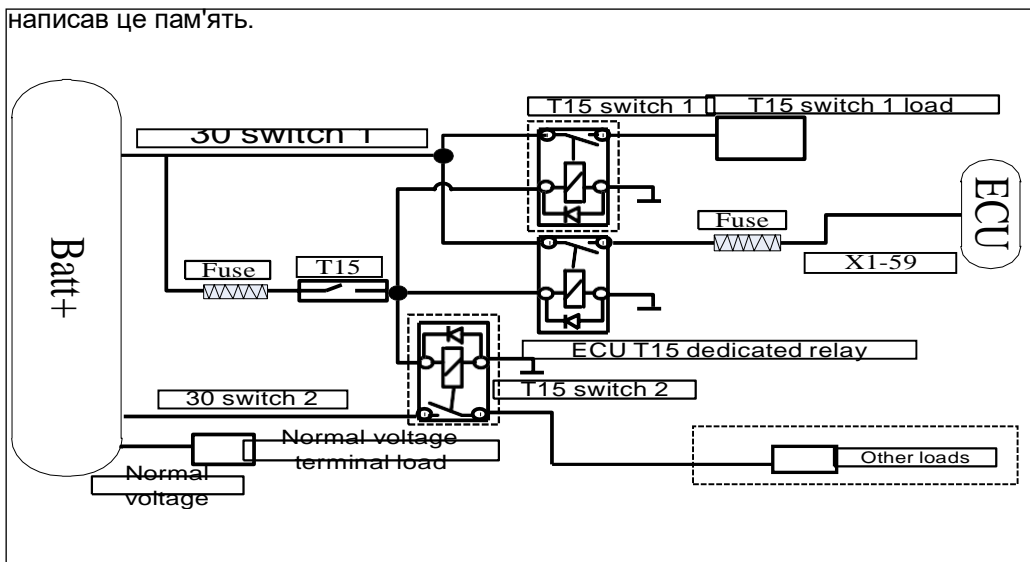 написав це пам'ять.
T15 switch 1
T15 switch 1 load
30 switch 1
ECU
Fuse
Batt+
Fuse
T15
X1-59
ECU T15 dedicated relay
T15 switch 2
30 switch 2
Normal voltage
terminal load
Other loads
Normal
voltage